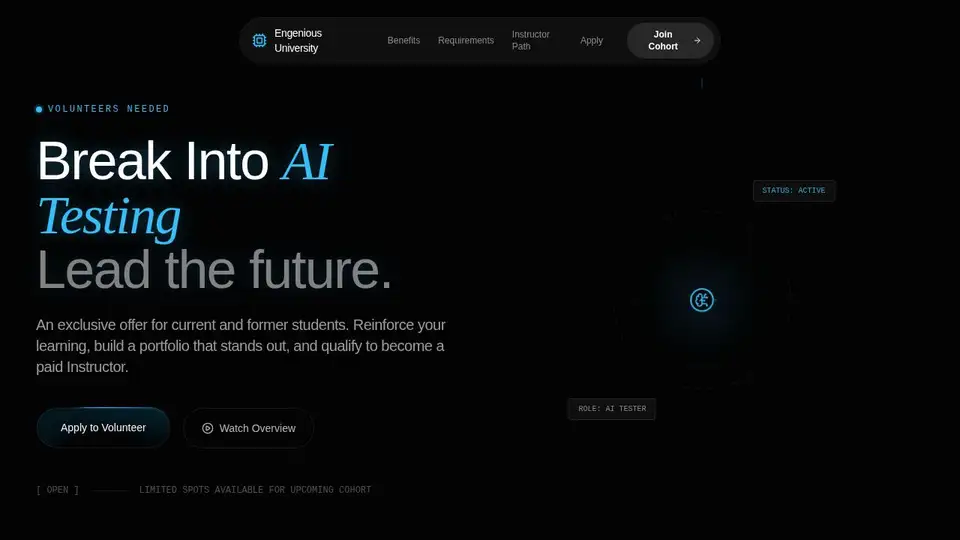 Engenious
University
Benefits
Requirements
Instructor
Path
Apply
Join
Cohort
VOLUNTEERS NEEDED
Break Into AI
Testing
Lead the future.
STATUS: ACTIVE
An exclusive offer for current and former students. Reinforce your
learning, build a portfolio that stands out, and qualify to become a
paid Instructor.
ROLE: AI TESTER
Apply to Volunteer
Watch Overview
[ OPEN ]
LIMITED SPOTS AVAILABLE FOR UPCOMING COHORT